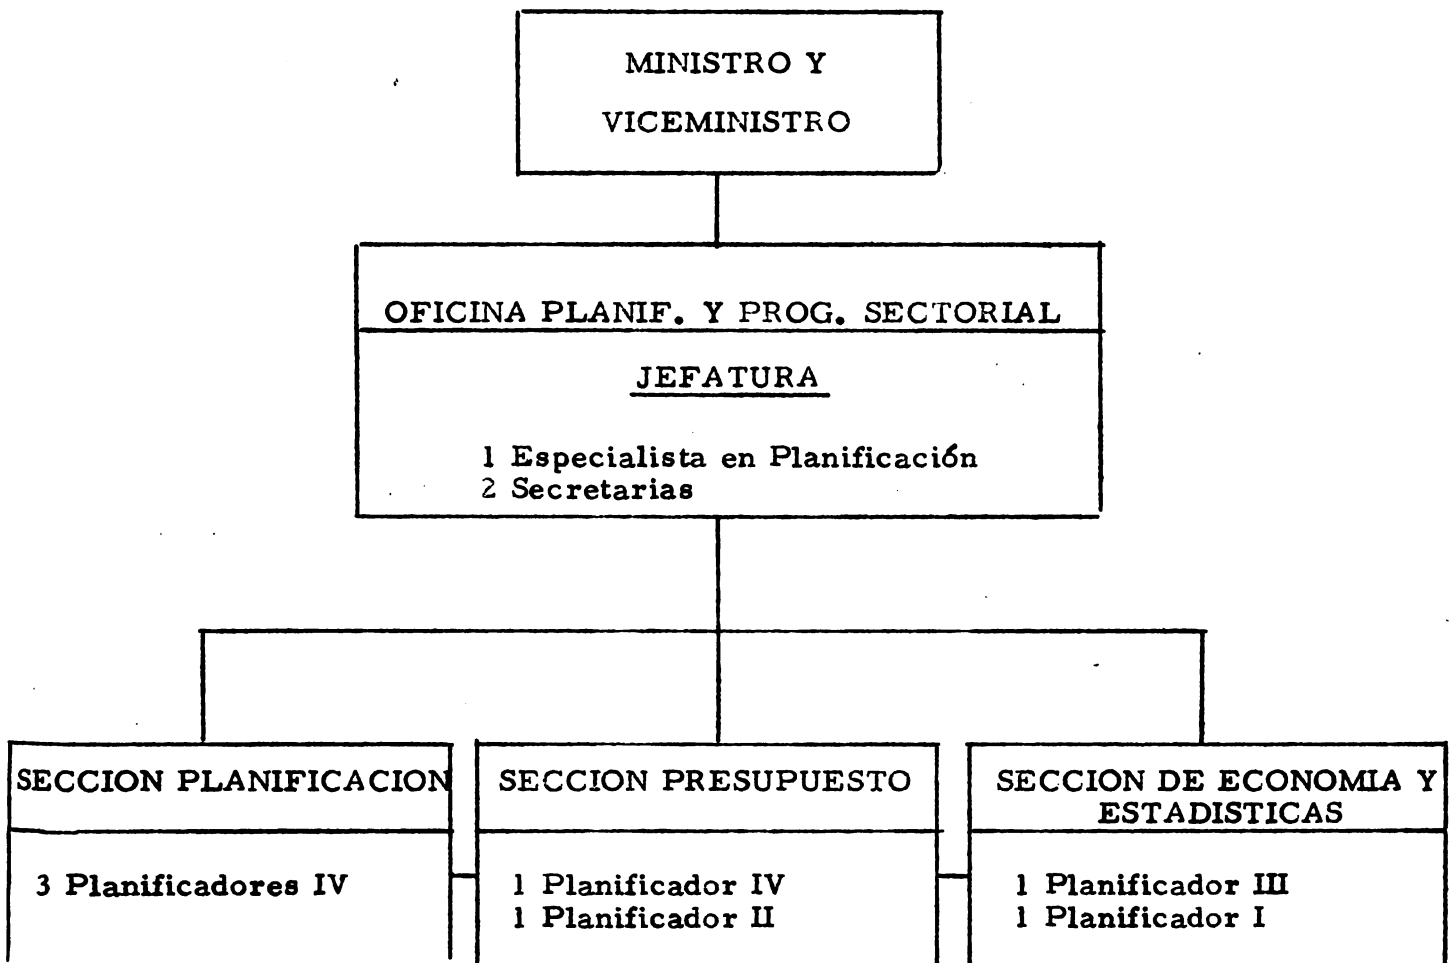 MINISTRO Y
VICEMINISTRO
OFICINA PLANIF. Y PROG. SECTORIAL
JEFATURA
1 Especialista en Planificación
2 Secretarias
SECCION PLANIFICACION
3 Planificadores IV
SECCION PRESUPUESTO
1 Planificador IV
1 Planificador II
SECCION DE ECONOMIA Y
ESTADISTICAS
1 Planificador III
1 Planificador I